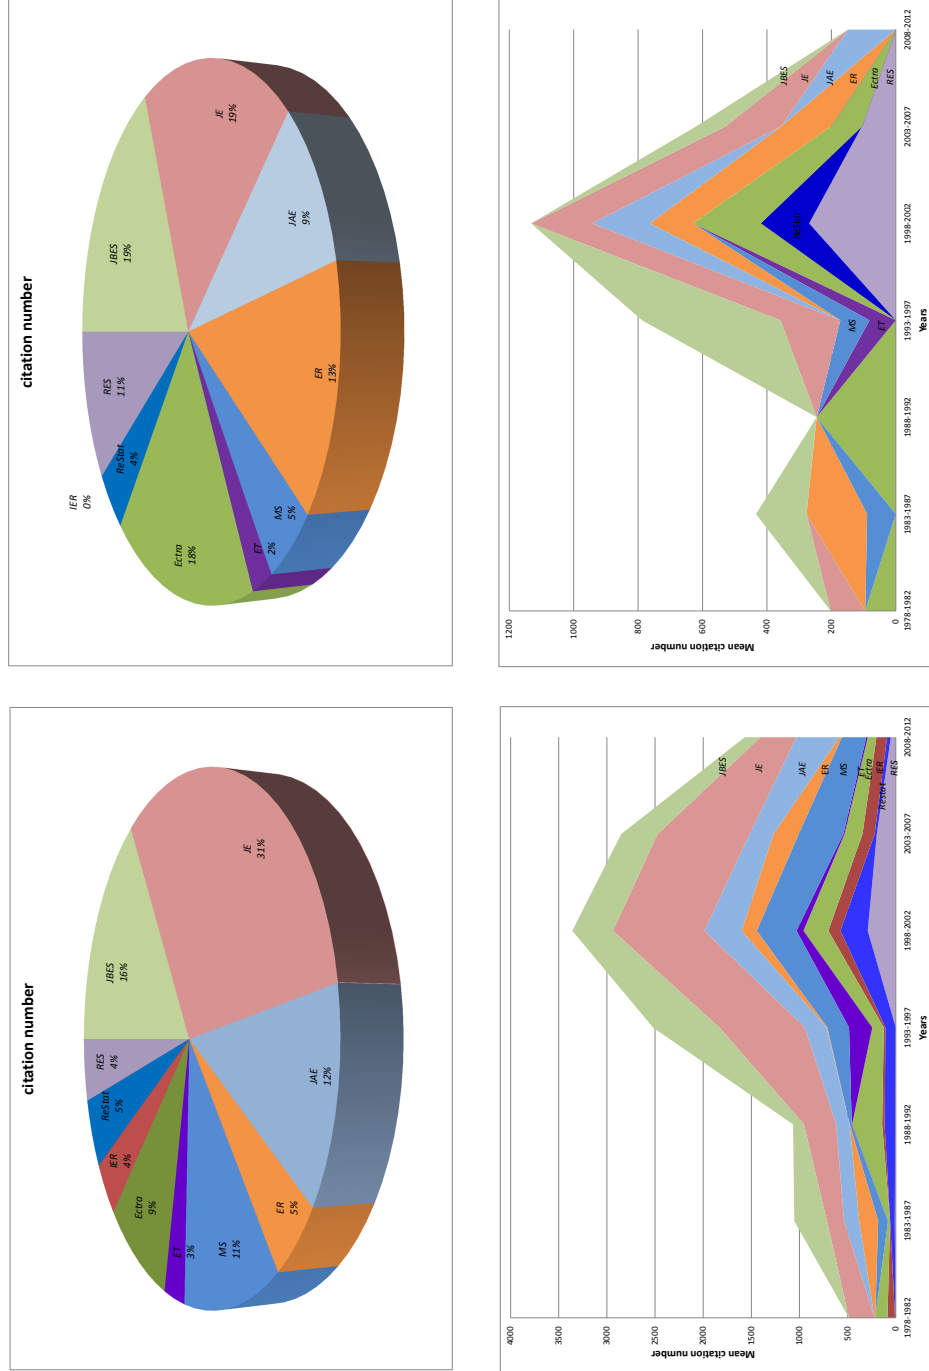 citation number
JBES
16%
JE
31%
JAE
12%
ER
5%
MS
11%
ET
3%
Ectra
9%
IER
4%
ReStat
5%
RES
4%
citation number
JBES
19%
JE
19%
JAE
9%
ER
13%
MS
5%
ET
2%
Ectra
18%
IER
0%
ReStat
4%
RES
11%
Mean citation number
4000
3500
3000
2500
2000
1500
1000
500
0
JBES
JE
JAE
ER
MS
ET
Ectra
IER
Restat
RES
1978-1982
1983-1987
1988-1992
1993-1997
1998-2002
2003-2007
2008-2012
Years
Mean citation number
1200
1000
800
600
400
200
0
JBES
JE
JAE
ER
Ectra
RES
ReStat
MS
ET
1978-1982
1983-1987
1988-1992
1993-1997
1998-2002
2003-2007
2008-2012
Years